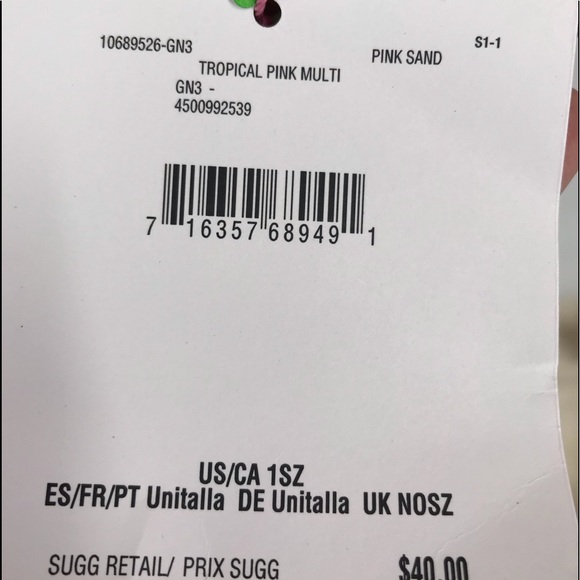 10689526-GN3 PINK SAND S1-1
TROPICAL PINK MULTI
GN3 -
4500992539
7 16357 68949 1
US/CA 1SZ
ES/FR/PT Unitalla DE Unitalla UK NOSZ
SUGG RETAIL/ PRIX SUGG $40.00